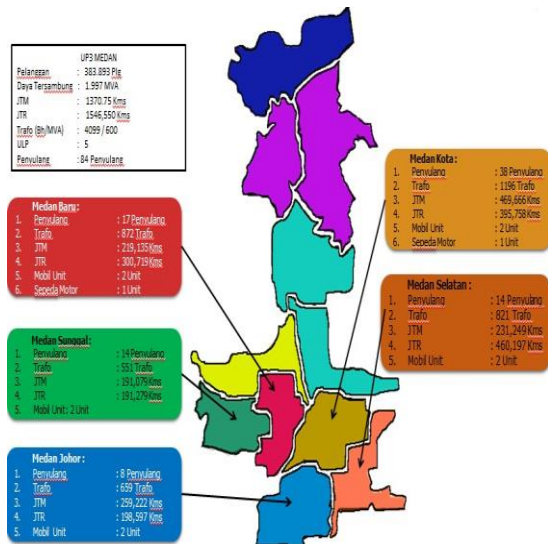 UP3 MEDAN
Pelanggan : 383.893 Plg
Daya Tersambung : 1.997 MVA
JTM : 1370.75 Kms
JTR : 1546,550 Kms
Trafo (Bh/MVA) : 4099 / 600
ULP : 5
Penyulang : 84 Penyulang
Medan Baru :
1. Penyulang : 17 Penyulang
2. Trafo : 872 Trafo
3. JTM : 219,135 Kms
4. JTR : 300,719 Kms
5. Mobil Unit : 2 Unit
6. Sepeda Motor : 1 Unit
Medan Sunggal:
1. Penyulang : 14 Penyulang
2. Trafo : 551 Trafo
3. JTM : 191,079 Kms
4. JTR : 191,279 Kms
5. Mobil Unit: 2 Unit
Medan Johor :
1. Penyulang : 8 Penyulang
2. Trafo : 659 Trafo
3. JTM : 259,222 Kms
4. JTR : 198,597 Kms
5. Mobil Unit : 2 Unit
Medan Kota :
1. Penyulang : 38 Penyulang
2. Trafo : 1196 Trafo
3. JTM : 469,666 Kms
4. JTR : 395,758 Kms
5. Mobil Unit : 2 Unit
6. Sepeda Motor : 1 Unit
Medan Selatan :
1. Penyulang : 14 Penyulang
2. Trafo : 821 Trafo
3. JTM : 231,249 Kms
4. JTR : 460,197 Kms
5. Mobil Unit : 2 Unit